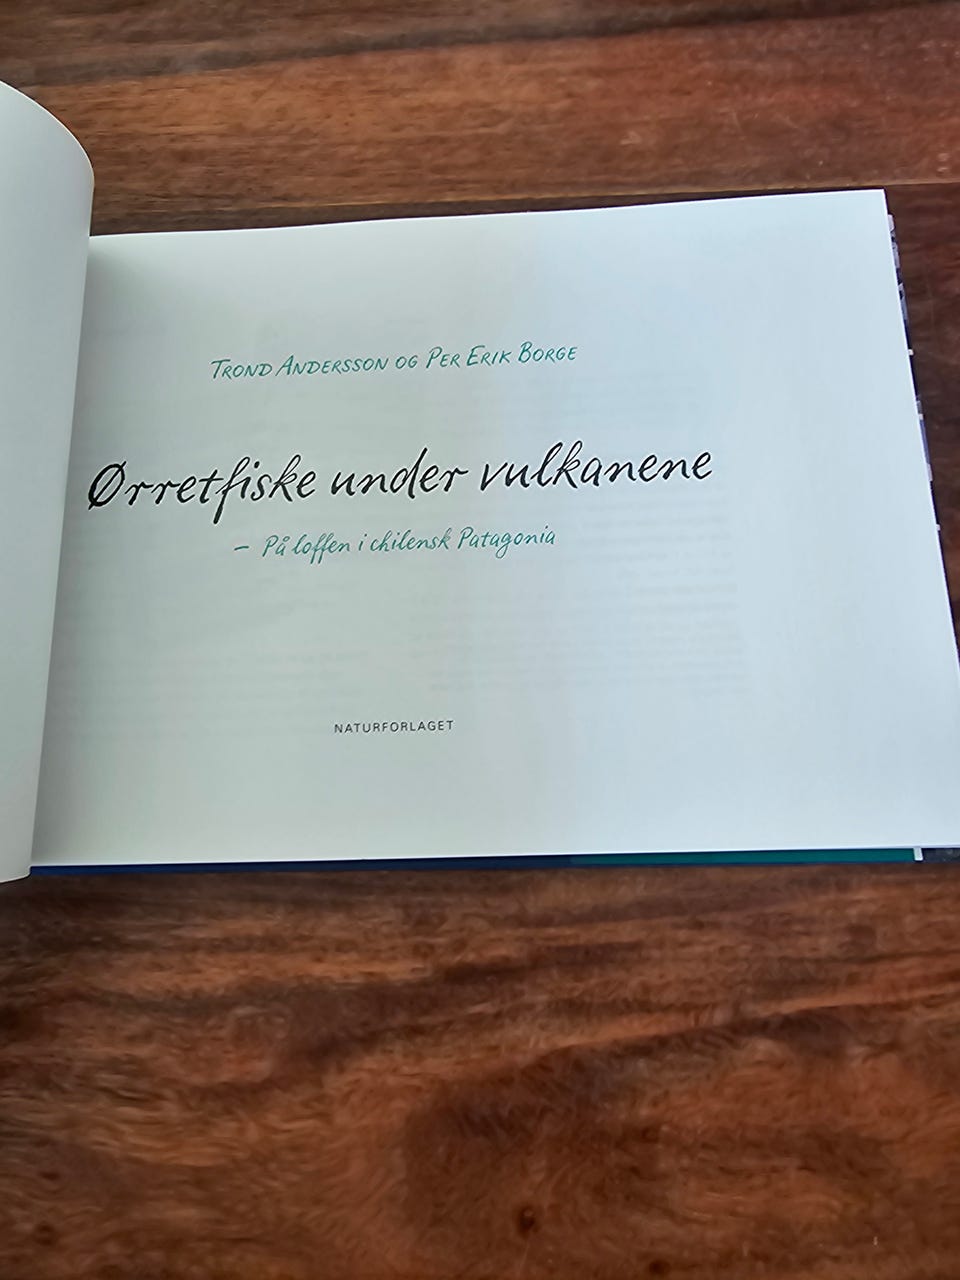 TROND ANDERSSON OG PER ERIK BORGE
Ørretfiske under vulkanene
– På loffen i chilensk Patagonia
NATURFORLAGET